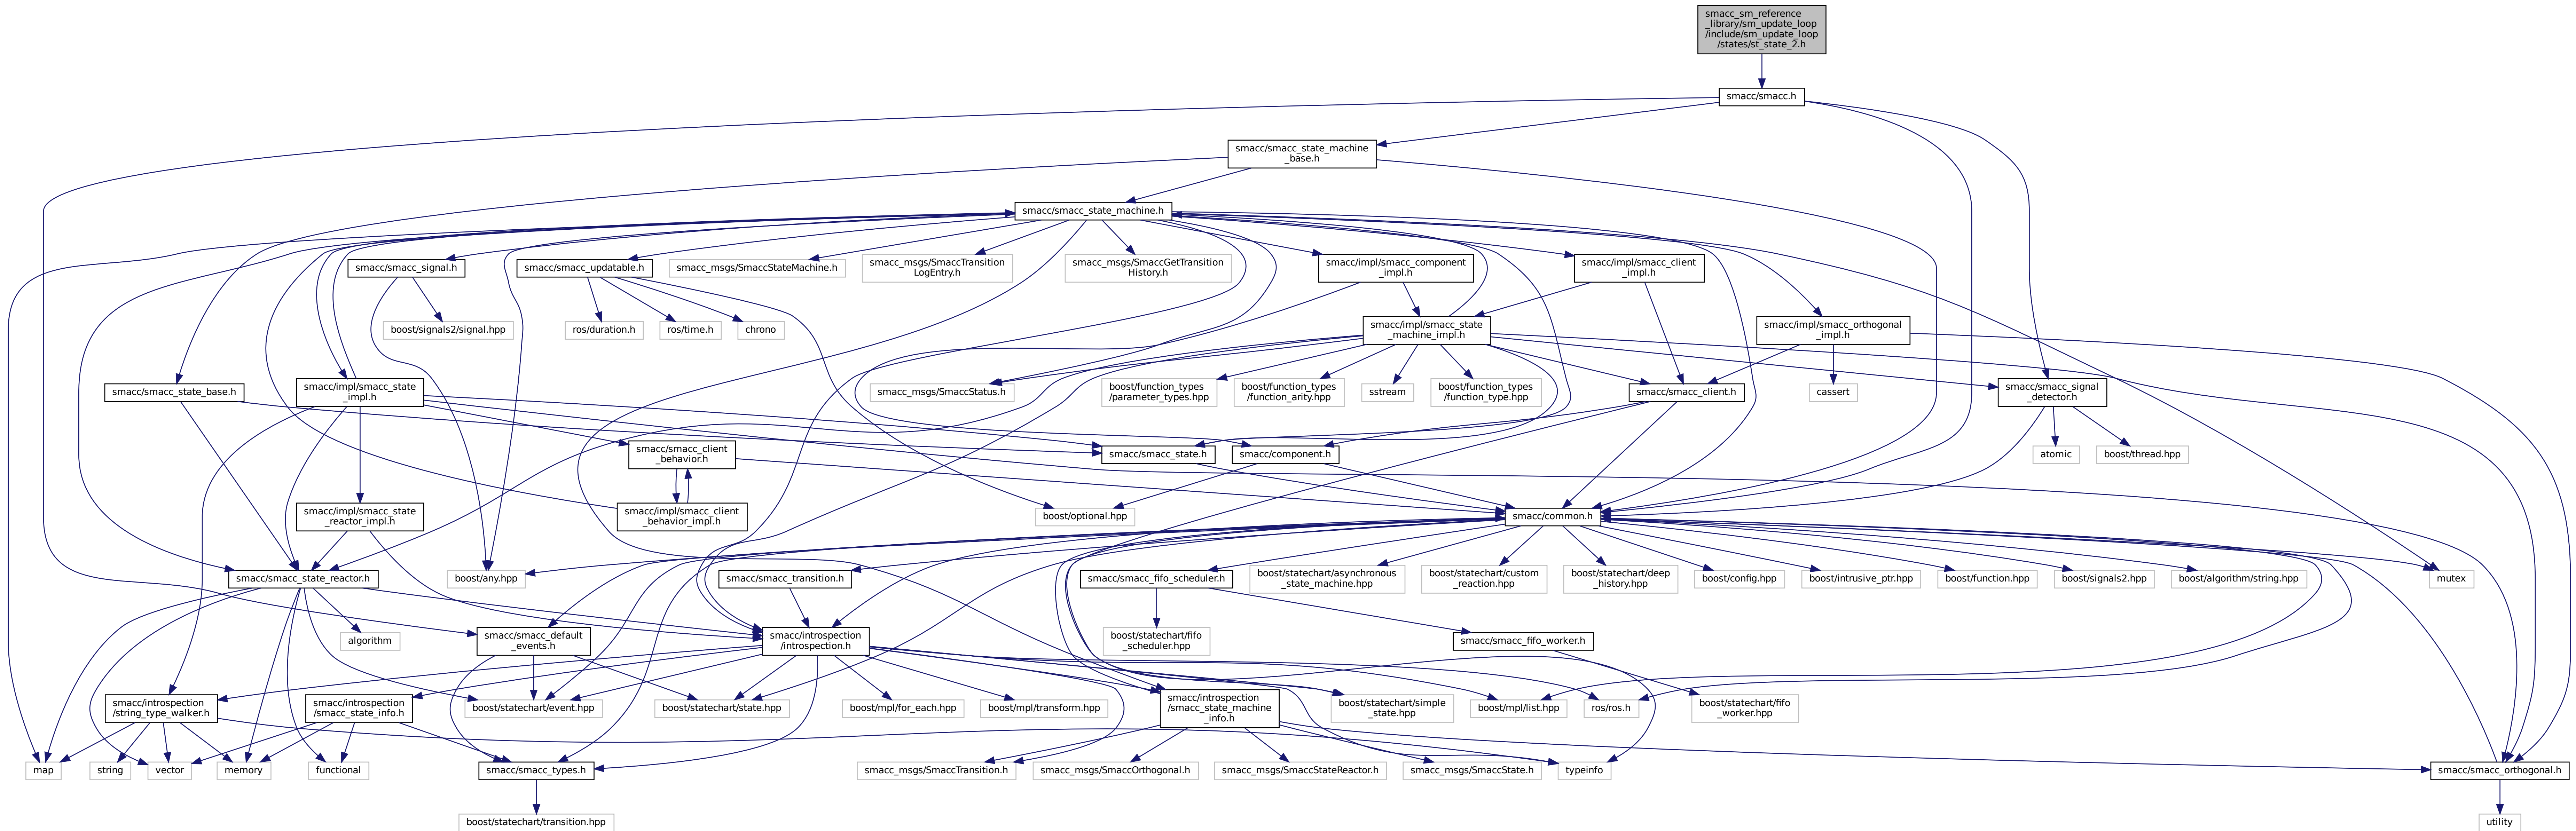 smacc_sm_reference
_library/sm_update_loop
/include/sm_update_loop
/states/st_state_2.h
smacc/smacc.h
smacc/smacc_state_machine
_base.h
smacc/smacc_state_machine.h
smacc/smacc_signal.h
smacc/smacc_updatable.h
smacc_msgs/SmaccStateMachine.h
smacc_msgs/SmaccTransition
LogEntry.h
smacc_msgs/SmaccGetTransition
History.h
smacc/impl/smacc_component
_impl.h
smacc/impl/smacc_client
_impl.h
boost/signals2/signal.hpp
ros/duration.h
ros/time.h
chrono
smacc/impl/smacc_state
_machine_impl.h
smacc/impl/smacc_orthogonal
_impl.h
smacc/smacc_state_base.h
smacc/impl/smacc_state
_impl.h
smacc_msgs/SmaccStatus.h
boost/function_types
/parameter_types.hpp
boost/function_types
/function_arity.hpp
sstream
boost/function_types
/function_type.hpp
smacc/smacc_client.h
cassert
smacc/smacc_signal
_detector.h
smacc/smacc_client
_behavior.h
smacc/smacc_state.h
smacc/component.h
atomic
boost/thread.hpp
smacc/impl/smacc_state
_reactor_impl.h
smacc/impl/smacc_client
_behavior_impl.h
boost/optional.hpp
smacc/common.h
smacc/smacc_state_reactor.h
boost/any.hpp
smacc/smacc_transition.h
smacc/smacc_fifo_scheduler.h
boost/statechart/asynchronous
_state_machine.hpp
boost/statechart/custom
_reaction.hpp
boost/statechart/deep
_history.hpp
boost/config.hpp
boost/intrusive_ptr.hpp
boost/function.hpp
boost/signals2.hpp
boost/algorithm/string.hpp
mutex
algorithm
smacc/smacc_default
_events.h
smacc/introspection
/introspection.h
boost/statechart/fifo
_scheduler.hpp
smacc/smacc_fifo_worker.h
smacc/introspection
/string_type_walker.h
smacc/introspection
/smacc_state_info.h
boost/statechart/event.hpp
boost/statechart/state.hpp
boost/mpl/for_each.hpp
boost/mpl/transform.hpp
smacc/introspection
/smacc_state_machine
_info.h
boost/statechart/simple
_state.hpp
boost/mpl/list.hpp
ros/ros.h
boost/statechart/fifo
_worker.hpp
map
string
vector
memory
functional
smacc/smacc_types.h
smacc_msgs/SmaccTransition.h
smacc_msgs/SmaccOrthogonal.h
smacc_msgs/SmaccStateReactor.h
smacc_msgs/SmaccState.h
typeinfo
smacc/smacc_orthogonal.h
boost/statechart/transition.hpp
utility